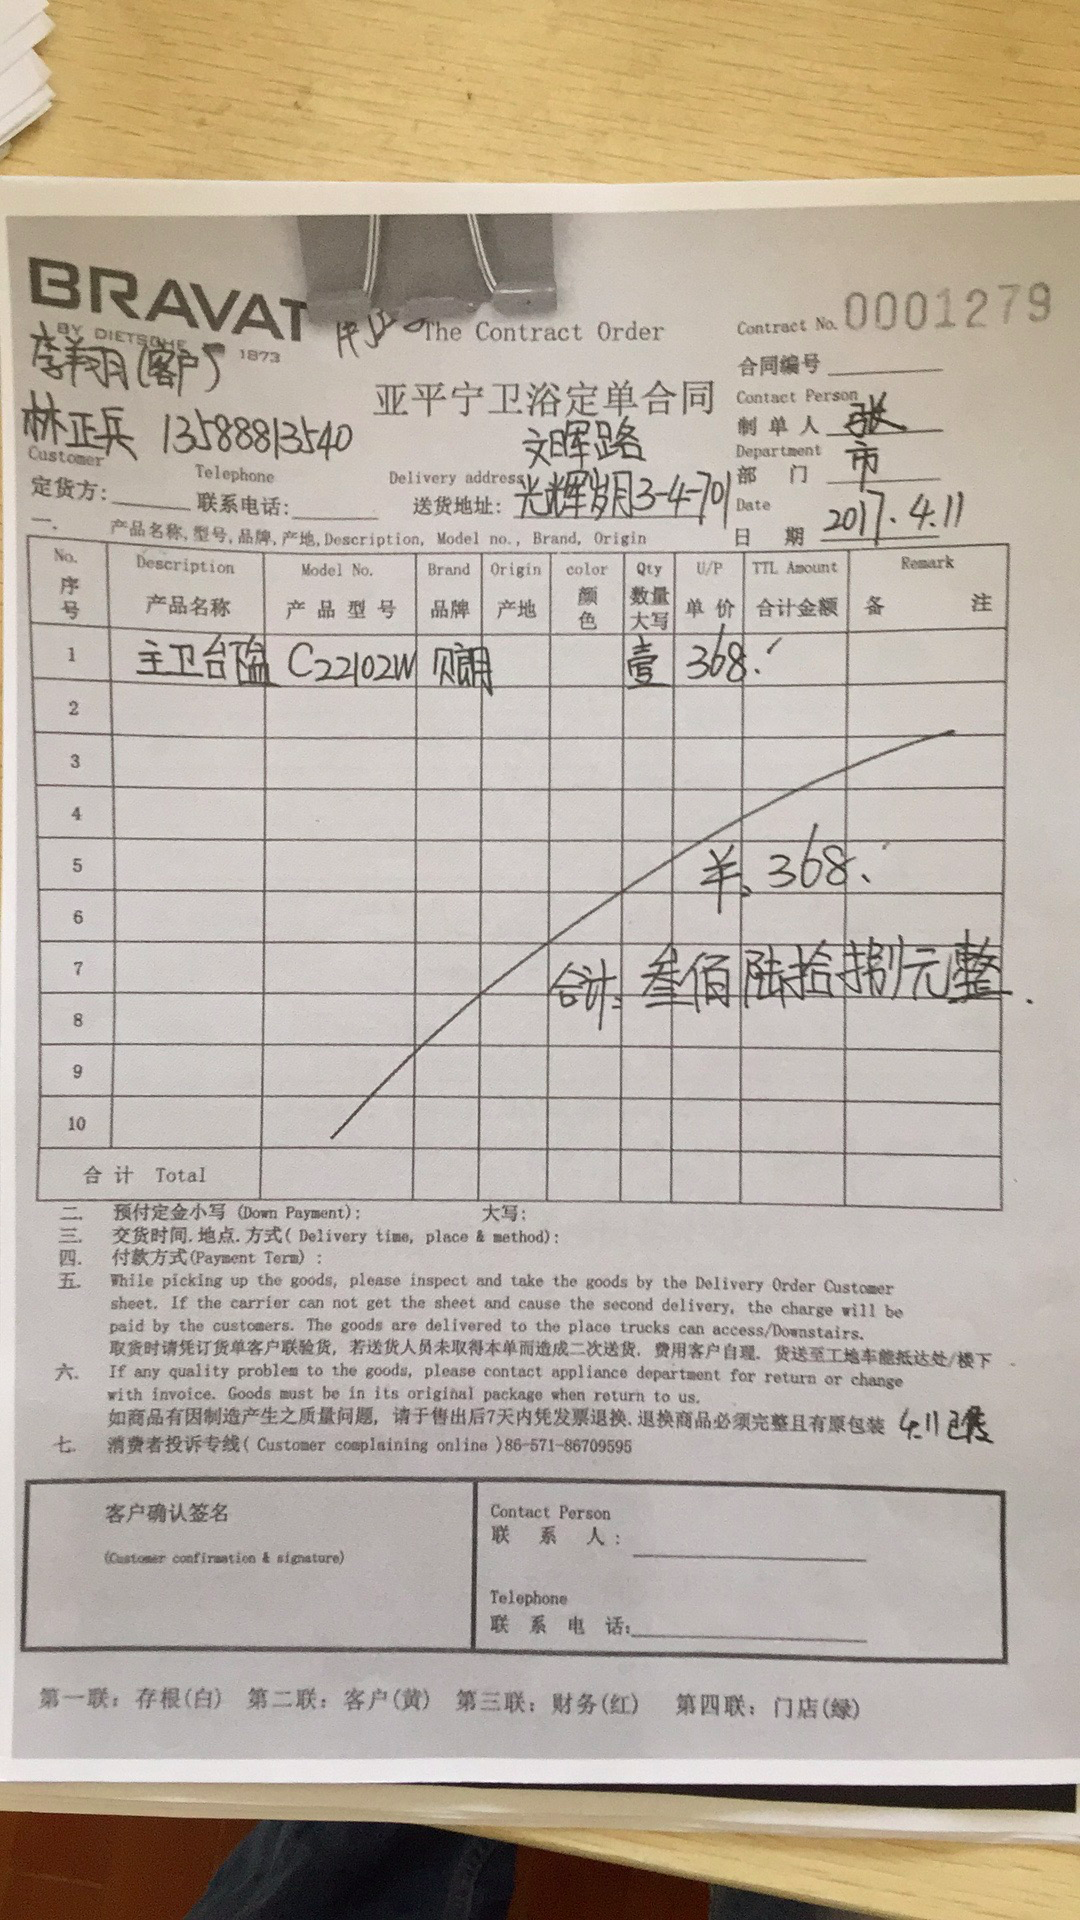 BRAVAT
BY DIETSCHE 1873
The Contract Order
Contract No. 0001279
合同编号
李翔(客户)
亚平宁卫浴定单合同
Contact Person
制单人 张
林正兵 13588813540
文晖路
Department
部 门 市
Customer Telephone Delivery address
定货方: 联系电话: 送货地址: 光辉岁月3-4-701
Date
日 期 2017.4.11
一. 产品名称,型号,品牌,产地,Description, Model no., Brand, Origin
No. Description Model No. Brand Origin color Qty U/P TTL Amount Remark
序号 产品名称 产品型号 品牌 产地 颜色 数量大写 单价 合计金额 备注
1 主卫台下盆 C22102W 贝朗 壹 368.
2
3
4
5 ¥. 368.
6
7 合计: 叁佰陆拾捌元整.
8
9
10
合计 Total
二. 预付定金小写 (Down Payment): 大写:
三. 交货时间.地点.方式( Delivery time, place & method):
四. 付款方式(Payment Term) :
五. While picking up the goods, please inspect and take the goods by the Delivery Order Customer
sheet. If the carrier can not get the sheet and cause the second delivery, the charge will be
paid by the customers. The goods are delivered to the place trucks can access/Downstairs.
取货时请凭订货单客户联验货, 若送货人员未取得本单而造成二次送货. 费用客户自理. 货送至工地车能抵达处/楼下
六. If any quality problem to the goods, please contact appliance department for return or change
with invoice. Goods must be in its original package when return to us.
如商品有因制造产生之质量问题, 请于售出后7天内凭发票退换.退换商品必须完整且有原包装 4.11已
七. 消费者投诉专线( Customer complaining online )86-571-86709595
客户确认签名
(Customer confirmation & signature)
Contact Person
联 系 人:
Telephone
联 系 电 话:
第一联: 存根(白) 第二联: 客户(黄) 第三联: 财务(红) 第四联: 门店(绿)